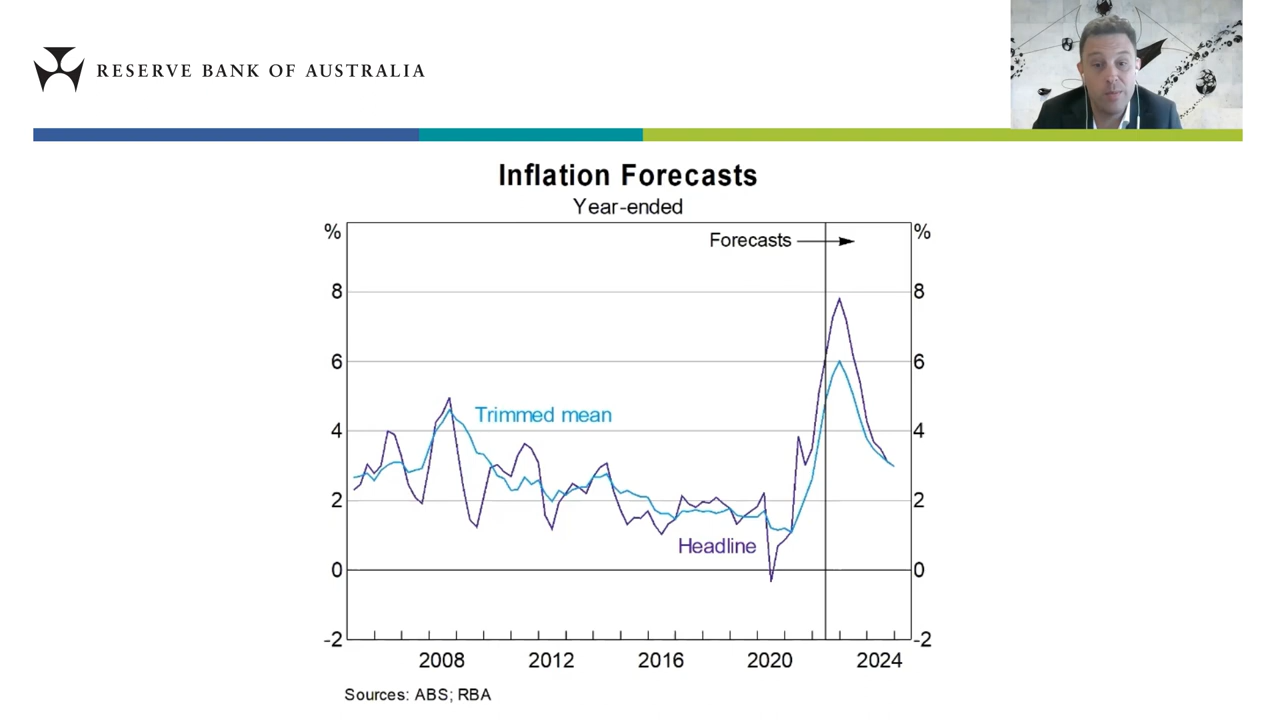 RESERVE BANK OF AUSTRALIA
Inflation Forecasts
Year-ended
% %
Forecasts
8 8
6 6
Trimmed mean
4 4
2 2
Headline
0 0
-2 -2
2008 2012 2016 2020 2024
Sources: ABS; RBA